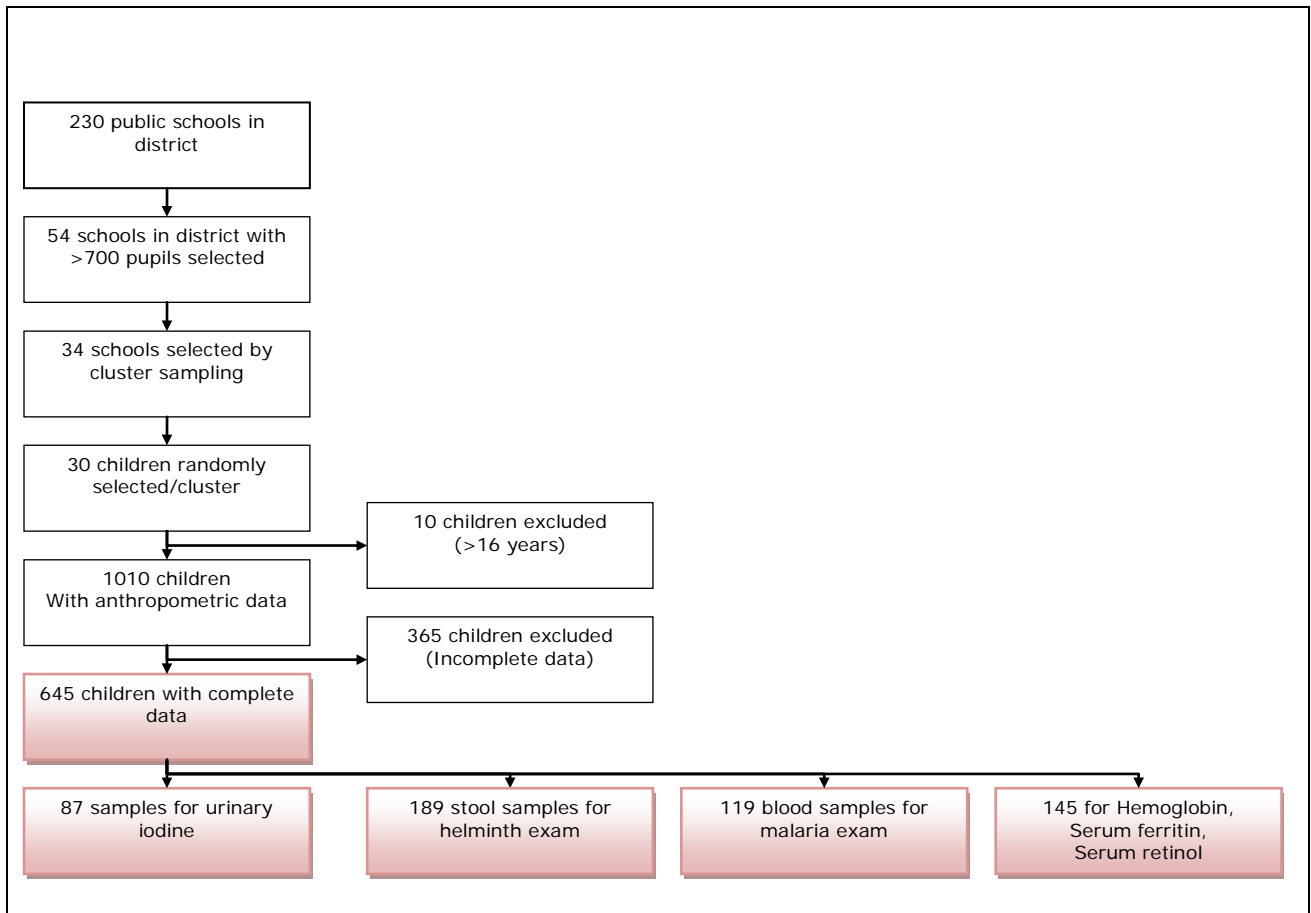 230 public schools in
district
54 schools in district with
>700 pupils selected
34 schools selected by
cluster sampling
30 children randomly
selected/cluster
10 children excluded
(>16 years)
1010 children
With anthropometric data
365 children excluded
(Incomplete data)
645 children with complete
data
87 samples for urinary
iodine
189 stool samples for
helminth exam
119 blood samples for
malaria exam
145 for Hemoglobin,
Serum ferritin,
Serum retinol